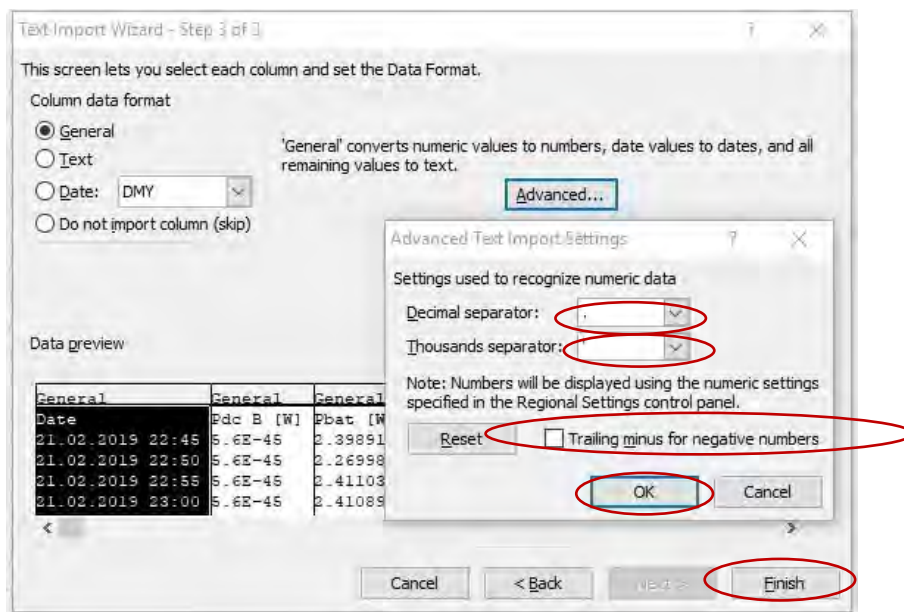 Text Import Wizard - Step 3 of 3 ? ×
This screen lets you select each column and set the Data Format.
Column data format
General
Text
Date: DMY
Do not import column (skip)
'General' converts numeric values to numbers, date values to dates, and all
remaining values to text.
Advanced...
Advanced Text Import Settings ? ×
Settings used to recognize numeric data
Decimal separator: .
Thousands separator: '
Note: Numbers will be displayed using the numeric settings
specified in the Regional Settings control panel.
Reset Trailing minus for negative numbers
OK Cancel
Data preview
General General General
Date Pdc B [W] Pbat [W
21.02.2019 22:45 5.6E-45 2.39891
21.02.2019 22:50 5.6E-45 2.26998
21.02.2019 22:55 5.6E-45 2.41103
21.02.2019 23:00 5.6E-45 2.41089
Cancel < Back Next > Finish